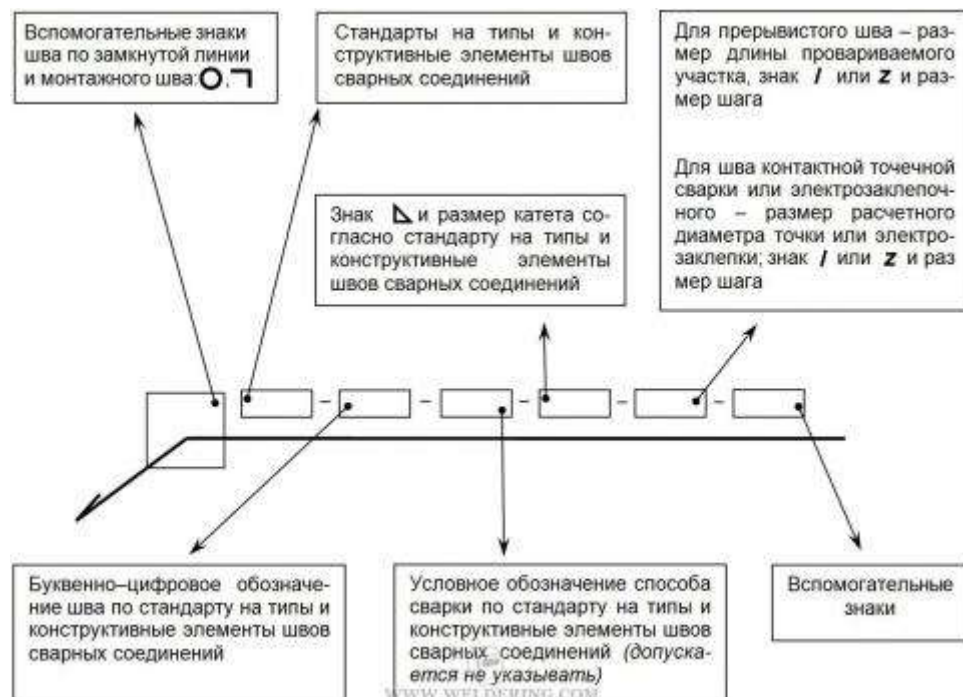 Вспомогательные знаки
шва по замкнутой линии
и монтажного шва:
Стандарты на типы и кон-
структивные элементы швов
сварных соединений
Для прерывистого шва – раз-
мер длины провариваемого
участка, знак / или Z и раз-
мер шага
Для шва контактной точечной
сварки или электрозаклепоч-
ного – размер расчетного
диаметра точки или электро-
заклепки; знак / или Z и раз
мер шага
Знак и размер катета со-
гласно стандарту на типы и
конструктивные элементы
швов сварных соединений
Буквенно–цифровое обозначе-
ние шва по стандарту на типы и
конструктивные элементы швов
сварных соединений
Условное обозначение способа
сварки по стандарту на типы и
конструктивные элементы швов
сварных соединений (допуска-
ется не указывать)
Вспомогательные
знаки
WWW.WELDERING.COM